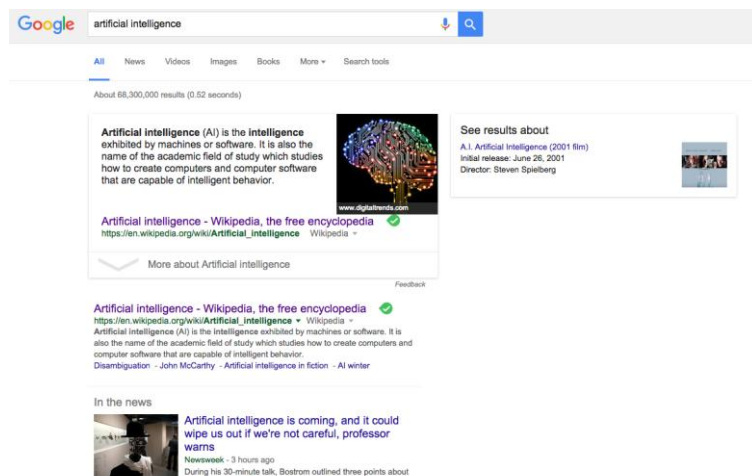 Google
artificial intelligence
All News Videos Images Books More Search tools
About 68,300,000 results (0.52 seconds)
Artificial intelligence (AI) is the intelligence
exhibited by machines or software. It is also the
name of the academic field of study which studies
how to create computers and computer software
that are capable of intelligent behavior.
www.digitaltrends.com
Artificial intelligence - Wikipedia, the free encyclopedia
https://en.wikipedia.org/wiki/Artificial_intelligence Wikipedia
More about Artificial intelligence
Feedback
See results about
A.I. Artificial Intelligence (2001 film)
Initial release: June 26, 2001
Director: Steven Spielberg
Artificial intelligence - Wikipedia, the free encyclopedia
https://en.wikipedia.org/wiki/Artificial_intelligence Wikipedia
Artificial intelligence (AI) is the intelligence exhibited by machines or software. It is
also the name of the academic field of study which studies how to create computers and
computer software that are capable of intelligent behavior.
Disambiguation - John McCarthy - Artificial intelligence in fiction - AI winter
In the news
Artificial intelligence is coming, and it could
wipe us out if we're not careful, professor
warns
Newsweek - 3 hours ago
During his 30-minute talk, Bostrom outlined three points about